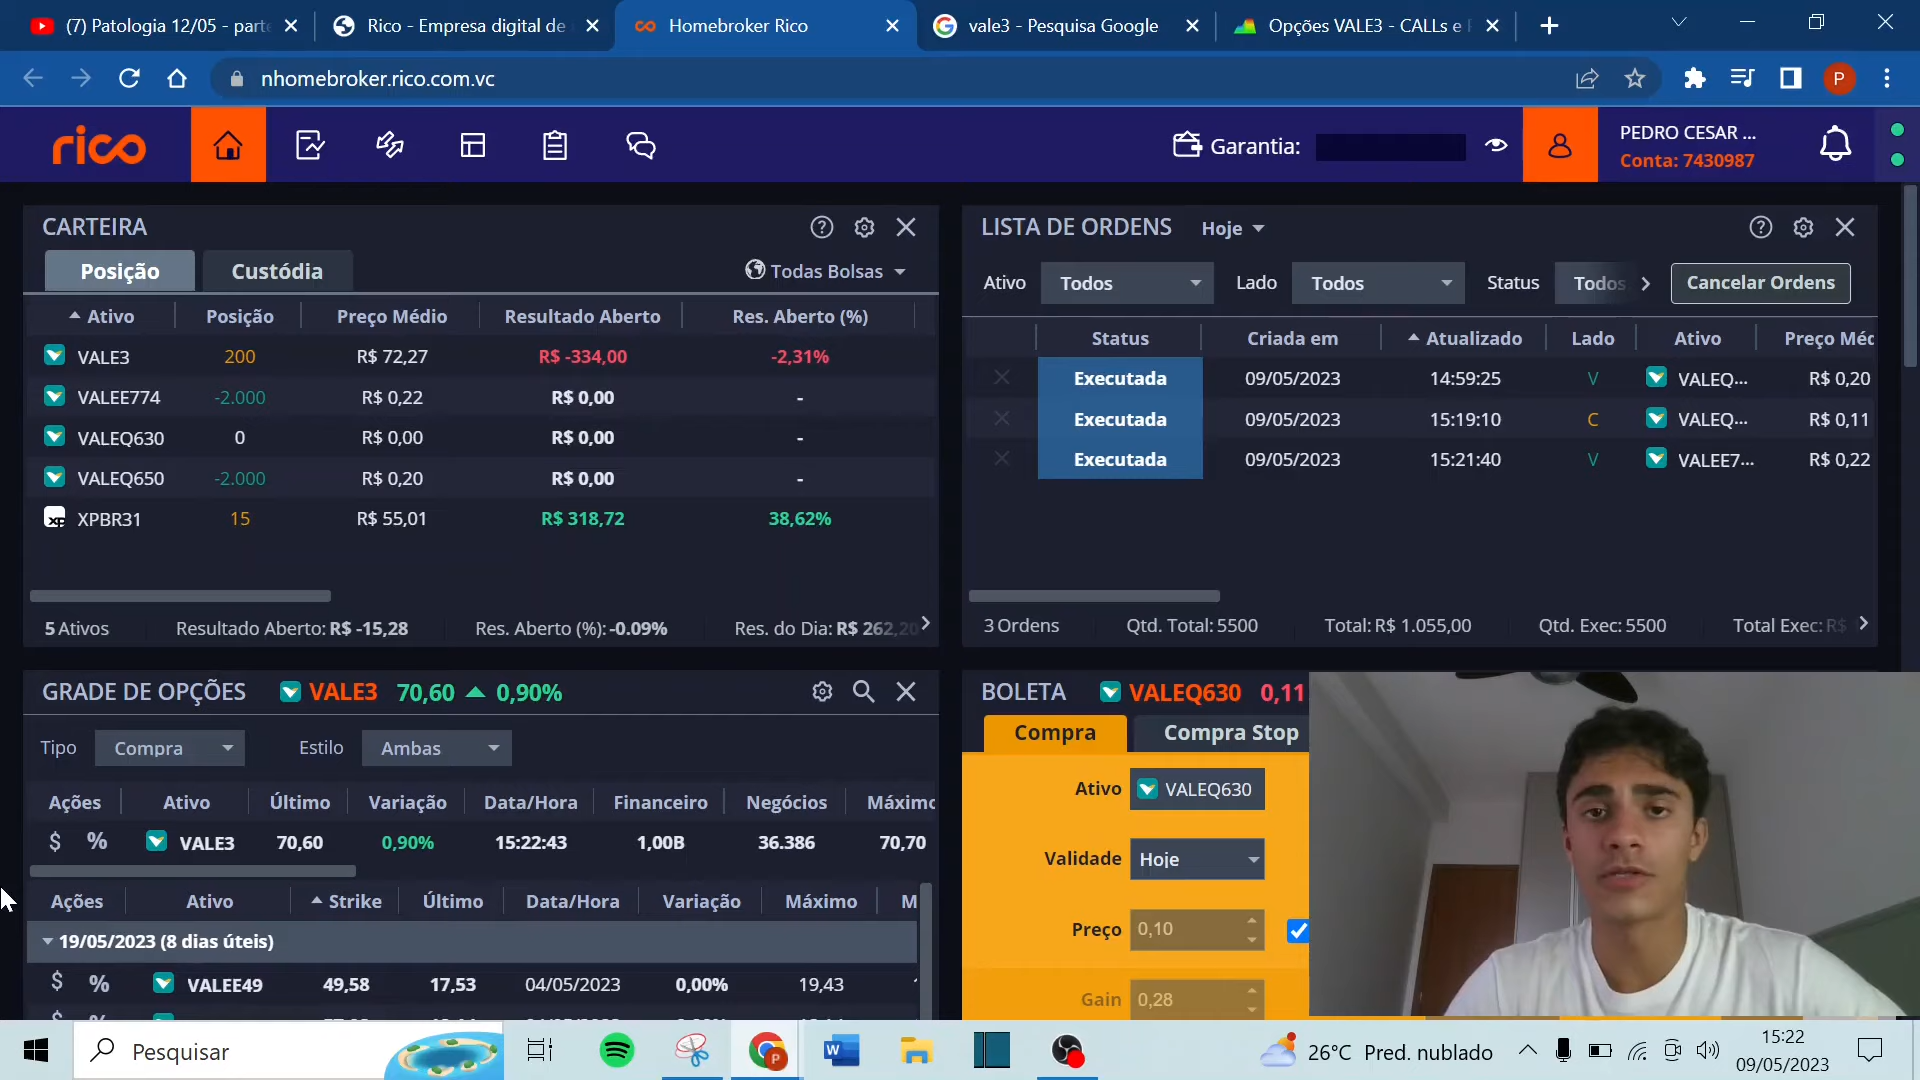 (7) Patologia 12/05 - parte
Rico - Empresa digital de
Homebroker Rico
vale3 - Pesquisa Google
Opções VALE3 - CALLs e
nhomebroker.rico.com.vc
P
rico
Garantia:
PEDRO CESAR ...
Conta: 7430987
CARTEIRA
Posição Custódia Todas Bolsas
Ativo Posição Preço Médio Resultado Aberto Res. Aberto (%)
VALE3 200 R$ 72,27 R$ -334,00 -2,31%
VALEE774 -2.000 R$ 0,22 R$ 0,00 -
VALEQ630 0 R$ 0,00 R$ 0,00 -
VALEQ650 -2.000 R$ 0,20 R$ 0,00 -
XPBR31 15 R$ 55,01 R$ 318,72 38,62%
5 Ativos Resultado Aberto: R$ -15,28 Res. Aberto (%): -0.09% Res. do Dia: R$ 262,20
LISTA DE ORDENS Hoje
Ativo Todos Lado Todos Status Todos Cancelar Ordens
Status Criada em Atualizado Lado Ativo Preço Méd
Executada 09/05/2023 14:59:25 V VALEQ... R$ 0,20
Executada 09/05/2023 15:19:10 C VALEQ... R$ 0,11
Executada 09/05/2023 15:21:40 V VALEE7... R$ 0,22
3 Ordens Qtd. Total: 5500 Total: R$ 1.055,00 Qtd. Exec: 5500 Total Exec: R$
GRADE DE OPÇÕES VALE3 70,60 0,90%
Tipo Compra Estilo Ambas
Ações Ativo Último Variação Data/Hora Financeiro Negócios Máximo
$ % VALE3 70,60 0,90% 15:22:43 1,00B 36.386 70,70
Ações Ativo Strike Último Data/Hora Variação Máximo M
19/05/2023 (8 dias úteis)
$ % VALEE49 49,58 17,53 04/05/2023 0,00% 19,43
BOLETA VALEQ630 0,11
Compra Compra Stop
Ativo VALEQ630
Validade Hoje
Preço 0,10
Gain 0,28
Pesquisar
26°C Pred. nublado
15:22
09/05/2023